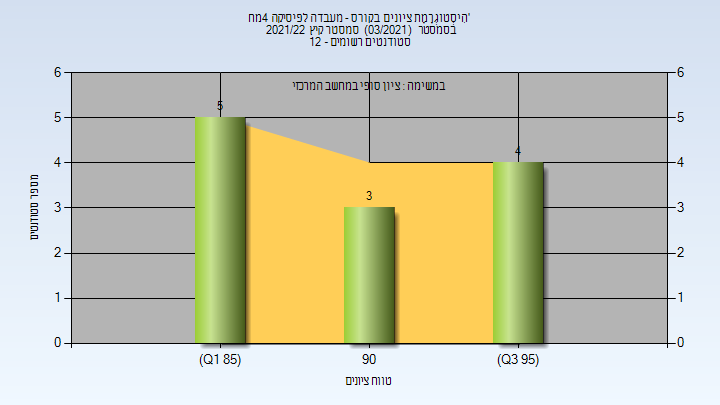 'הִיסְטוֹגְרָמַת ציונים בקורס - מעבדה לפיסיקה 4מח
בסמסטר (03/2021) סמסטר קיץ 2021/22
סטודנטים רשומים - 12
במשימה : ציון סופי במחשב המרכזי
6
5
4
3
2
1
0
6
5
4
3
2
1
0
5
3
4
מספר סטודנטים
(Q1 85)
90
(Q3 95)
טווח ציונים